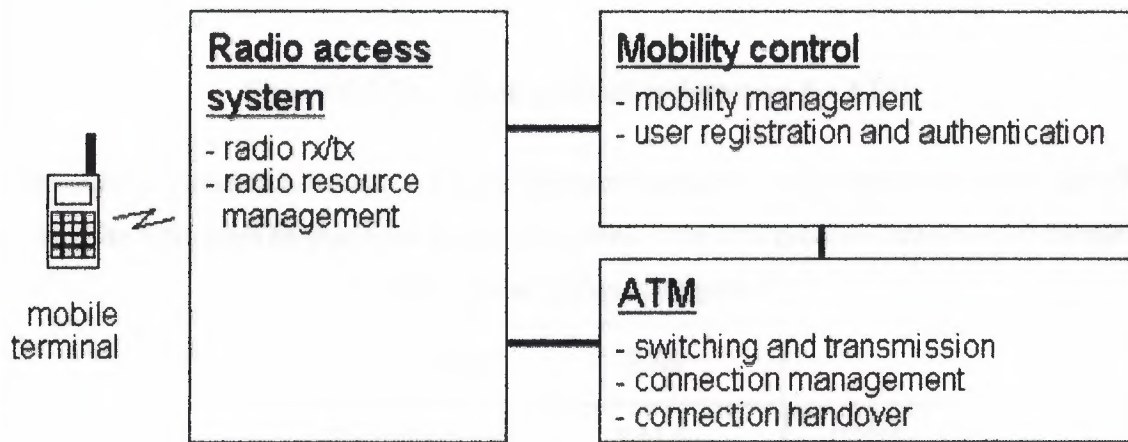 mobile
terminal
Radio access
system
- radio rx/tx
- radio resource
management
Mobility control
- mobility management
- user registration and authentication
ATM
- switching and transmission
- connection management
- connection handover